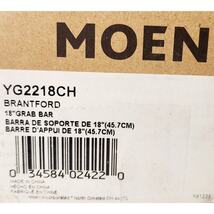 MOEN
YG2218CH
BRANTFORD
18"GRAB BAR
BARRA DE SOPORTE DE 18"(45.7CM)
BARRE D'APPUI DE 18"(45.7CM)
MADE IN CHINA
HECHO EN CHINA
FABRIQUÉ EN CHINE
0 34584 02422